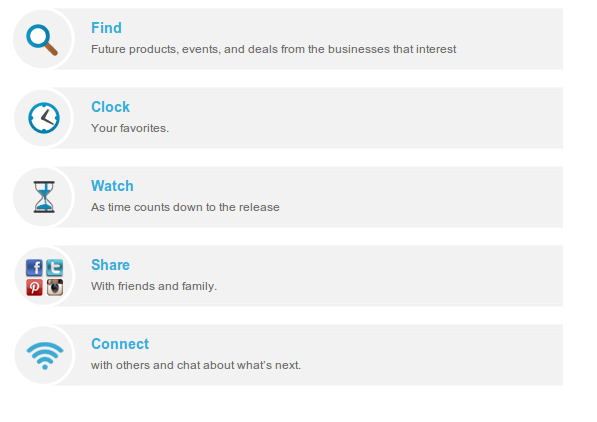 Find
Future products, events, and deals from the businesses that interest
Clock
Your favorites.
Watch
As time counts down to the release
Share
With friends and family.
Connect
with others and chat about what's next.